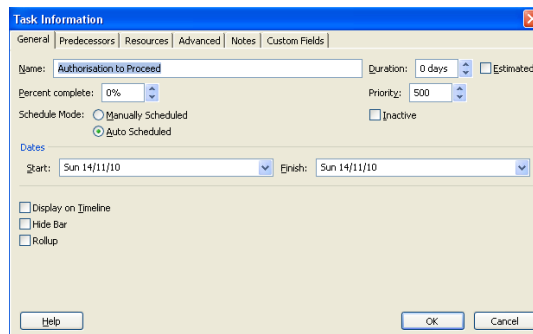 Task Information
General Predecessors Resources Advanced Notes Custom Fields
Name: Authorisation to Proceed Duration: 0 days Estimated
Percent complete: 0% Priority: 500
Schedule Mode: Manually Scheduled Inactive
Auto Scheduled
Dates
Start: Sun 14/11/10 Finish: Sun 14/11/10
Display on Timeline
Hide Bar
Rollup
Help OK Cancel